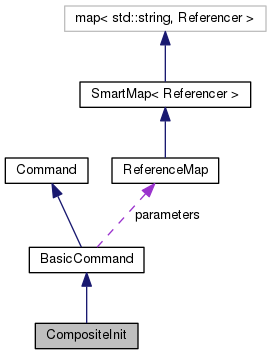 map< std::string, Referencer >
SmartMap< Referencer >
Command
ReferenceMap
parameters
BasicCommand
CompositeInit